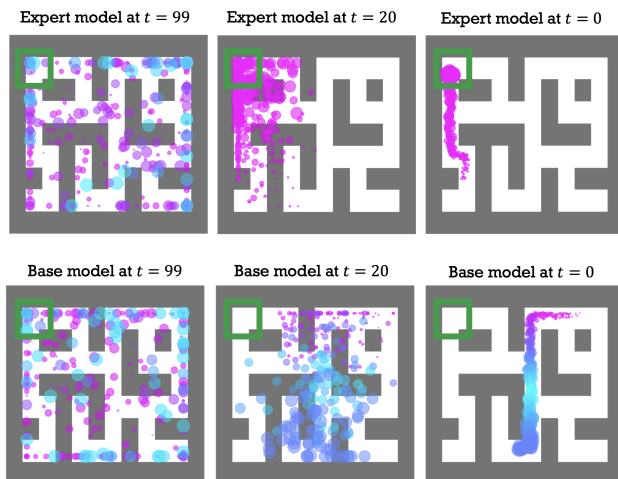 Expert model at t = 99
Expert model at t = 20
Expert model at t = 0
Base model at t = 99
Base model at t = 20
Base model at t = 0